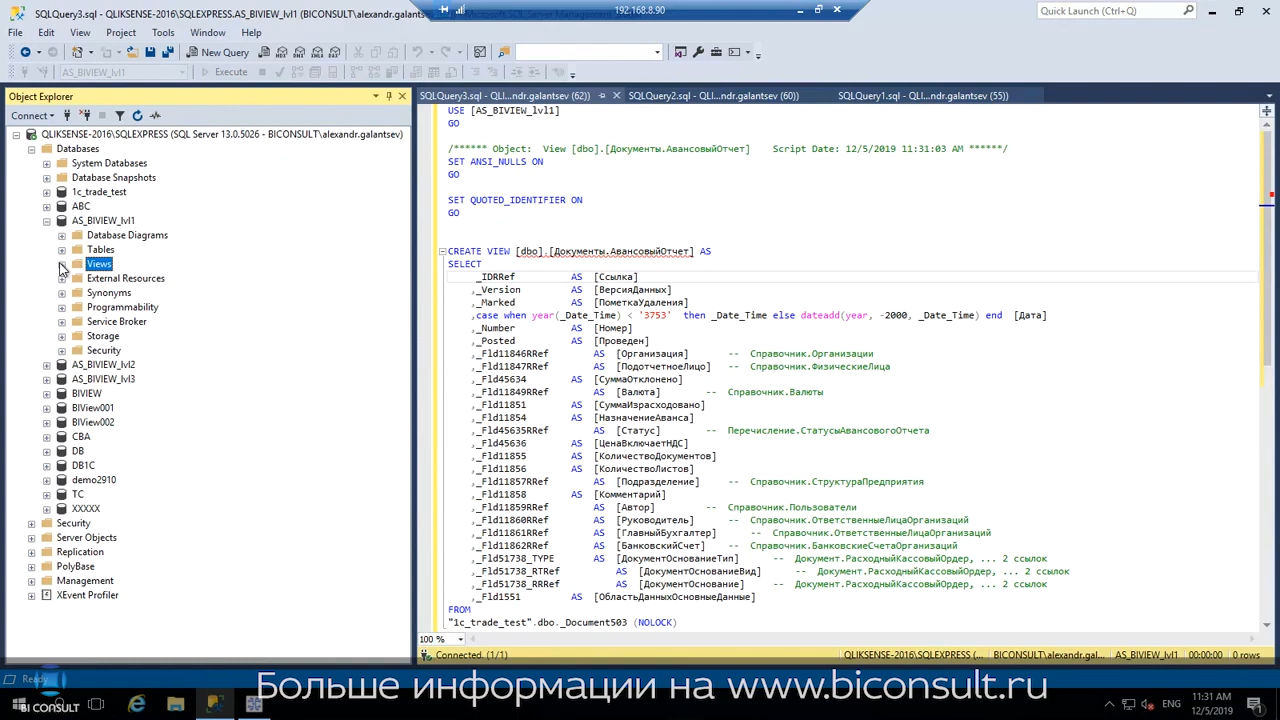 SQLQuery3.sql - QLIKSENSE-2016\SQLEXPRESS.AS_BIVIEW_lvl1 (BICONSULT\alexandr.galantsev
192.168.8.90
Quick Launch (Ctrl+Q)
File Edit View Project Tools Window Help
New Query
AS_BIVIEW_lvl1 Execute
Object Explorer
SQLQuery3.sql - QLI...ndr.galantsev (62)) SQLQuery2.sql - QLI...ndr.galantsev (60)) SQLQuery1.sql - QLI...ndr.galantsev (55))
Connect
QLIKSENSE-2016\SQLEXPRESS (SQL Server 13.0.5026 - BICONSULT\alexandr.galantsev)
Databases
System Databases
Database Snapshots
1c_trade_test
ABC
AS_BIVIEW_lvl1
Database Diagrams
Tables
Views
External Resources
Synonyms
Programmability
Service Broker
Storage
Security
AS_BIVIEW_lvl2
AS_BIVIEW_lvl3
BIVIEW
BIView001
BIView002
CBA
DB
DB1C
demo2910
TC
XXXXX
Security
Server Objects
Replication
PolyBase
Management
XEvent Profiler
USE [AS_BIVIEW_lvl1]
GO
/****** Object: View [dbo].[Документы.АвансовыйОтчет] Script Date: 12/5/2019 11:31:03 AM ******/
SET ANSI_NULLS ON
GO
SET QUOTED_IDENTIFIER ON
GO
CREATE VIEW [dbo].[Документы.АвансовыйОтчет] AS
SELECT
_IDRRef AS [Ссылка]
,_Version AS [ВерсияДанных]
,_Marked AS [ПометкаУдаления]
,case when year(_Date_Time) < '3753' then _Date_Time else dateadd(year, -2000, _Date_Time) end [Дата]
,_Number AS [Номер]
,_Posted AS [Проведен]
,_Fld11846RRef AS [Организация] -- Справочник.Организации
,_Fld11847RRef AS [ПодотчетноеЛицо] -- Справочник.ФизическиеЛица
,_Fld45634 AS [СуммаОтклонено]
,_Fld11849RRef AS [Валюта] -- Справочник.Валюты
,_Fld11851 AS [СуммаИзрасходовано]
,_Fld11854 AS [НазначениеАванса]
,_Fld45635RRef AS [Статус] -- Перечисление.СтатусыАвансовогоОтчета
,_Fld45636 AS [ЦенаВключаетНДС]
,_Fld11855 AS [КоличествоДокументов]
,_Fld11856 AS [КоличествоЛистов]
,_Fld11857RRef AS [Подразделение] -- Справочник.СтруктураПредприятия
,_Fld11858 AS [Комментарий]
,_Fld11859RRef AS [Автор] -- Справочник.Пользователи
,_Fld11860RRef AS [Руководитель] -- Справочник.ОтветственныеЛицаОрганизаций
,_Fld11861RRef AS [ГлавныйБухгалтер] -- Справочник.ОтветственныеЛицаОрганизаций
,_Fld11862RRef AS [БанковскийСчет] -- Справочник.БанковскиеСчетаОрганизаций
,_Fld51738_TYPE AS [ДокументОснованиеТип] -- Документ.РасходныйКассовыйОрдер, ... 2 ссылок
,_Fld51738_RTRef AS [ДокументОснованиеВид] -- Документ.РасходныйКассовыйОрдер, ... 2 ссылок
,_Fld51738_RRRef AS [ДокументОснование] -- Документ.РасходныйКассовыйОрдер, ... 2 ссылок
,_Fld1551 AS [ОбластьДанныхОсновныеДанные]
FROM
"1c_trade_test".dbo._Document503 (NOLOCK)
100 %
Connected. (1/1) QLIKSENSE-2016\SQLEXPRESS (... BICONSULT\alexandr.gal... AS_BIVIEW_lvl1 00:00:00 0 rows
Ready
Больше информации на www.biconsult.ru
BI CONSULT
ENG
11:31 AM
12/5/2019